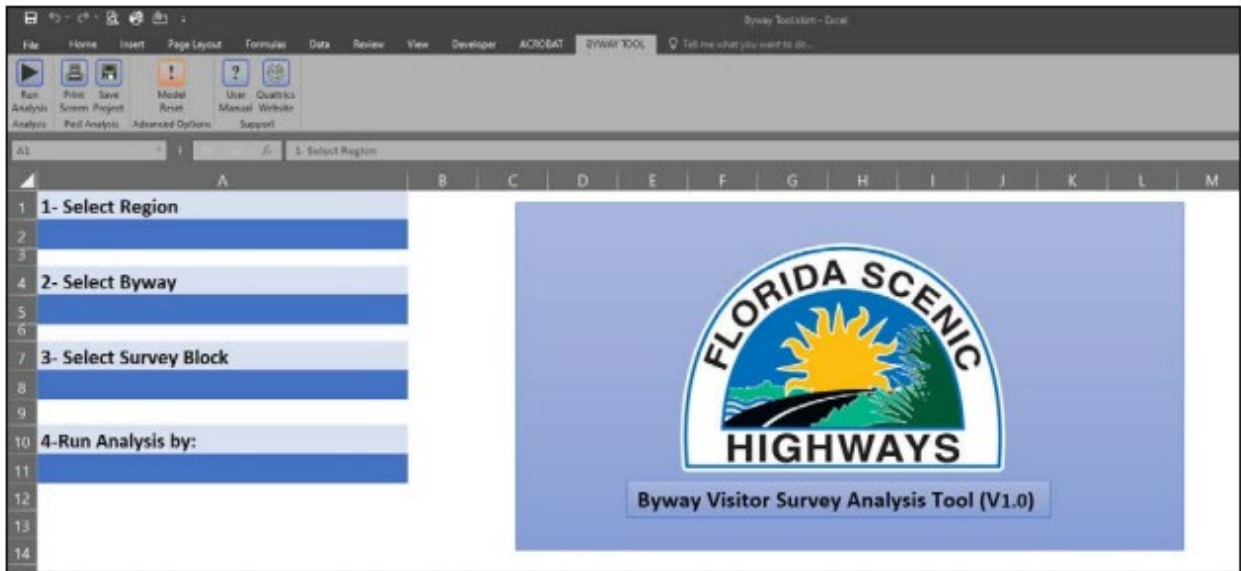 Byway Tool.xlsm - Excel
File Home Insert Page Layout Formulas Data Review View Developer ACROBAT BYWAY TOOL Tell me what you want to do...
Run Analysis
Print Screen
Save Project
Model Reset
User Manual
Qualtrics Website
Analysis Post Analysis Advanced Options Support
A1 fx 1- Select Region
A B C D E F G H I J K L M
1 1- Select Region
2
3
4 2- Select Byway
5
6
7 3- Select Survey Block
8
9
10 4-Run Analysis by:
11
12
13
14
FLORIDA SCENIC
HIGHWAYS
Byway Visitor Survey Analysis Tool (V1.0)